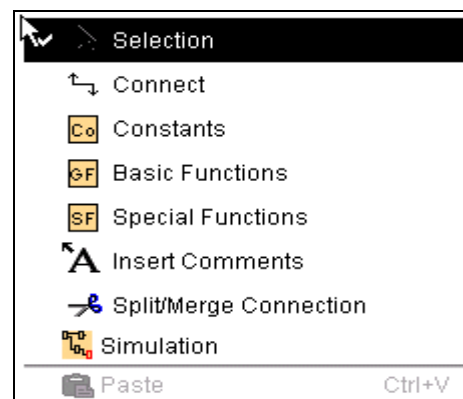 Selection
Connect
Co Constants
GF Basic Functions
SF Special Functions
A Insert Comments
Split/Merge Connection
Simulation
Paste Ctrl+V